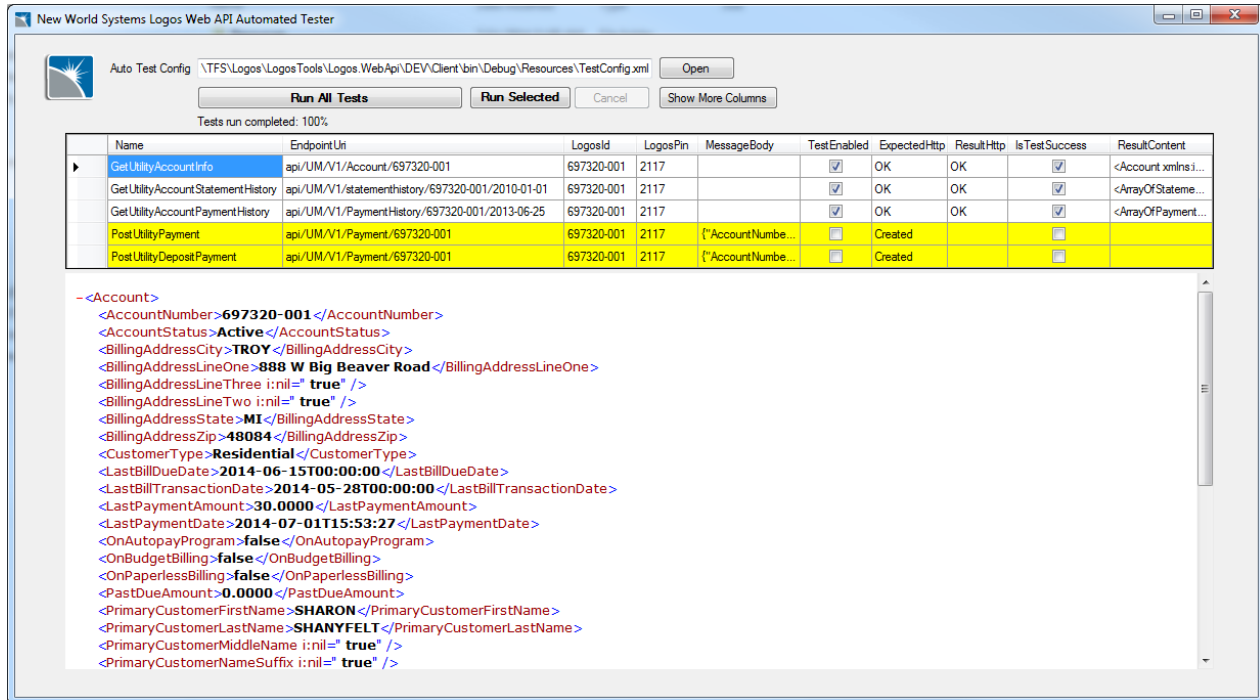 New World Systems Logos Web API Automated Tester
Auto Test Config \TFS\Logos\LogosTools\Logos.WebApi\DEV\Client\bin\Debug\Resources\TestConfig.xml Open
Run All Tests Run Selected Cancel Show More Columns
Tests run completed: 100%
Name EndpointUri LogosId LogosPin MessageBody TestEnabled ExpectedHttp ResultHttp IsTestSuccess ResultContent
GetUtilityAccountInfo api/UM/V1/Account/697320-001 697320-001 2117 OK OK <Account xmlns:i...
GetUtilityAccountStatementHistory api/UM/V1/statementhistory/697320-001/2010-01-01 697320-001 2117 OK OK <ArrayOfStateme...
GetUtilityAccountPaymentHistory api/UM/V1/PaymentHistory/697320-001/2013-06-25 697320-001 2117 OK OK <ArrayOfPayment...
PostUtilityPayment api/UM/V1/Payment/697320-001 697320-001 2117 {"AccountNumbe... Created
PostUtilityDepositPayment api/UM/V1/Payment/697320-001 697320-001 2117 {"AccountNumbe... Created
-<Account>
<AccountNumber>697320-001</AccountNumber>
<AccountStatus>Active</AccountStatus>
<BillingAddressCity>TROY</BillingAddressCity>
<BillingAddressLineOne>888 W Big Beaver Road</BillingAddressLineOne>
<BillingAddressLineThree i:nil=" true" />
<BillingAddressLineTwo i:nil=" true" />
<BillingAddressState>MI</BillingAddressState>
<BillingAddressZip>48084</BillingAddressZip>
<CustomerType>Residential</CustomerType>
<LastBillDueDate>2014-06-15T00:00:00</LastBillDueDate>
<LastBillTransactionDate>2014-05-28T00:00:00</LastBillTransactionDate>
<LastPaymentAmount>30.0000</LastPaymentAmount>
<LastPaymentDate>2014-07-01T15:53:27</LastPaymentDate>
<OnAutopayProgram>false</OnAutopayProgram>
<OnBudgetBilling>false</OnBudgetBilling>
<OnPaperlessBilling>false</OnPaperlessBilling>
<PastDueAmount>0.0000</PastDueAmount>
<PrimaryCustomerFirstName>SHARON</PrimaryCustomerFirstName>
<PrimaryCustomerLastName>SHANYFELT</PrimaryCustomerLastName>
<PrimaryCustomerMiddleName i:nil=" true" />
<PrimaryCustomerNameSuffix i:nil=" true" />